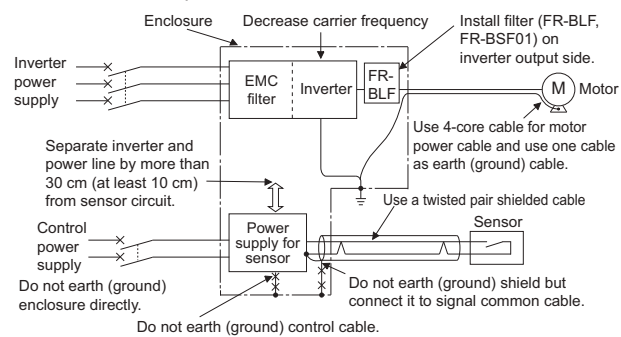 Enclosure
Decrease carrier frequency
Install filter (FR-BLF,
FR-BSF01) on
inverter output side.
Inverter
power
supply
EMC
filter
Inverter
FR-
BLF
M
Motor
Use 4-core cable for motor
power cable and use one cable
as earth (ground) cable.
Separate inverter and
power line by more than
30 cm (at least 10 cm)
from sensor circuit.
Use a twisted pair shielded cable
Control
power
supply
Power
supply for
sensor
Sensor
Do not earth (ground)
enclosure directly.
Do not earth (ground) shield but
connect it to signal common cable.
Do not earth (ground) control cable.